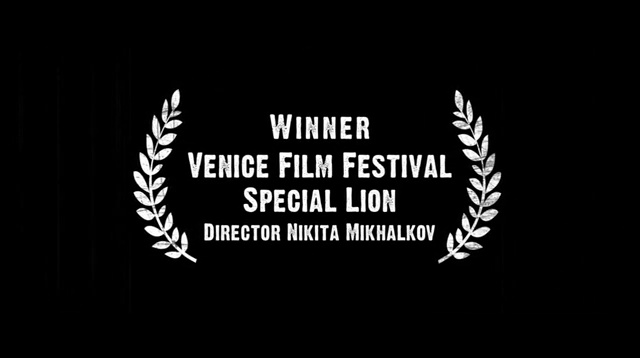 WINNER
VENICE FILM FESTIVAL
SPECIAL LION
DIRECTOR NIKITA MIKHALKOV